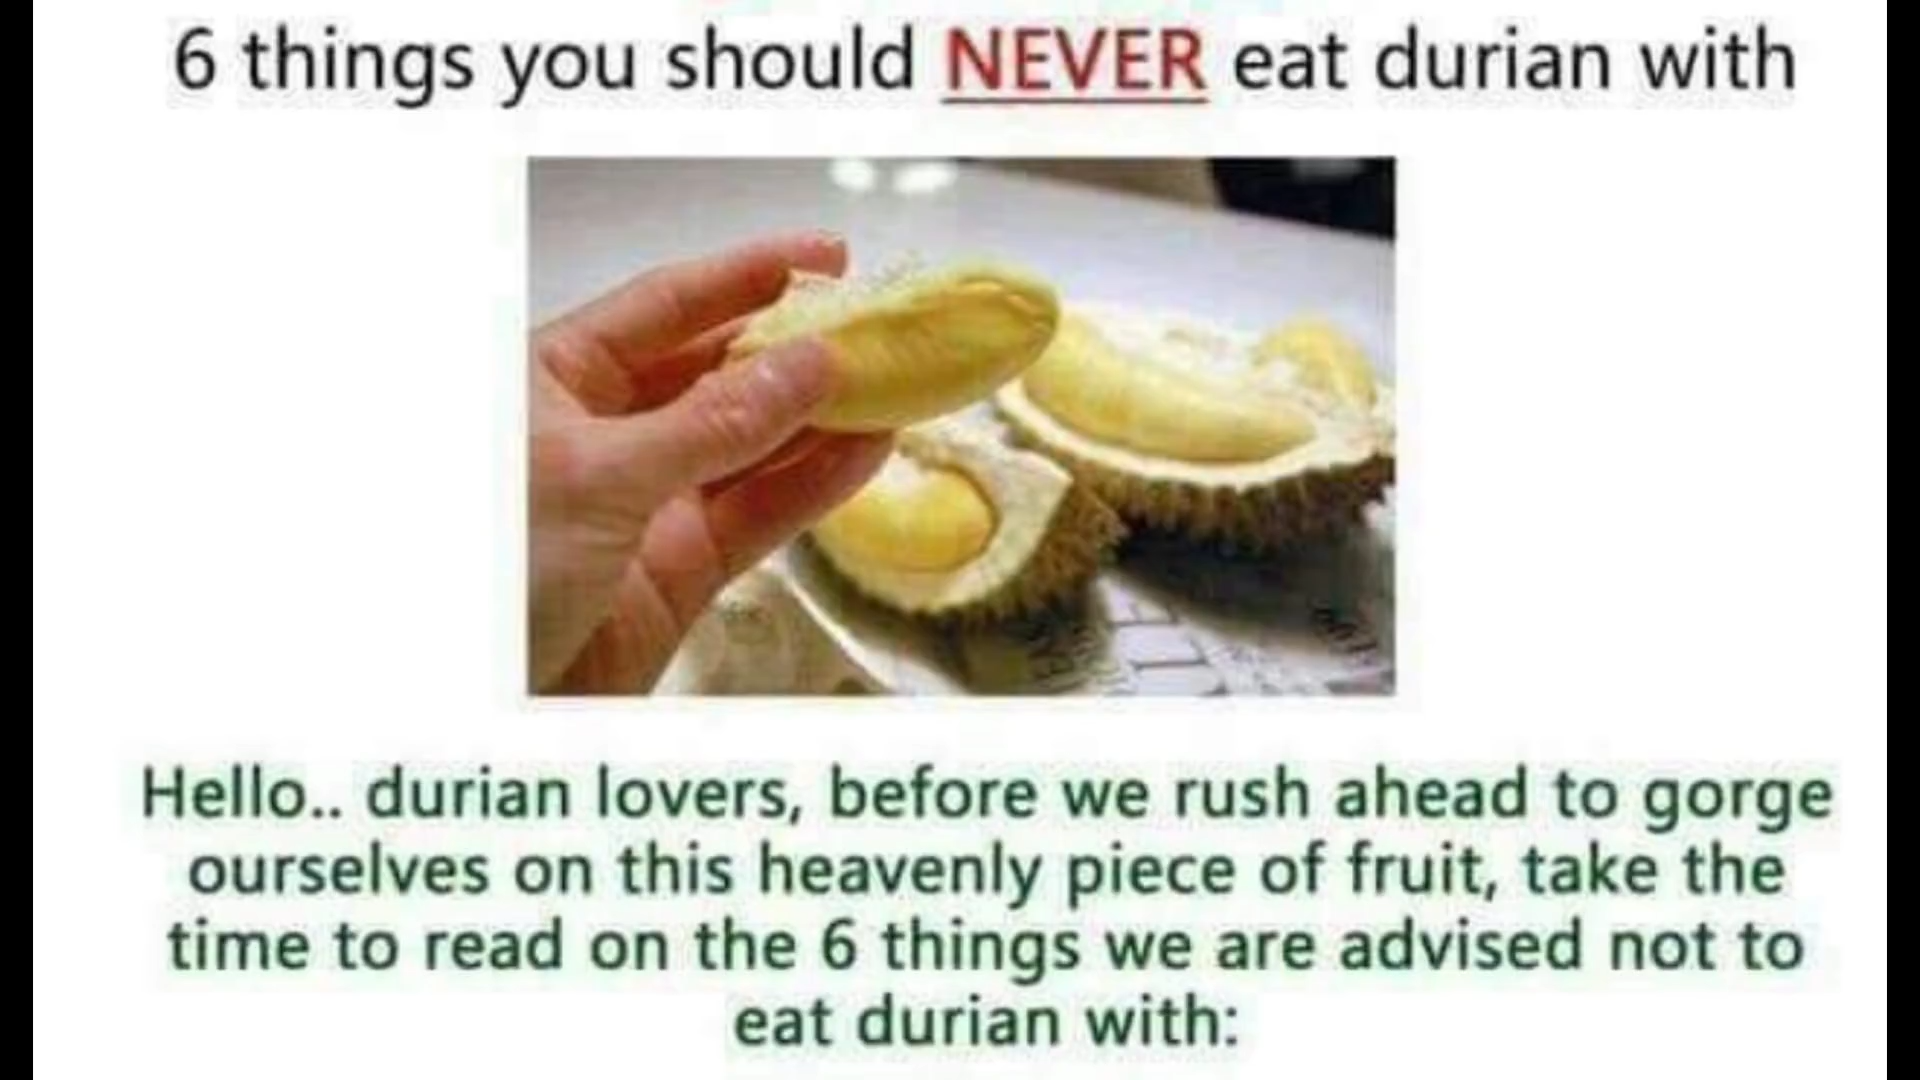 6 things you should NEVER eat durian with
Hello.. durian lovers, before we rush ahead to gorge
ourselves on this heavenly piece of fruit, take the
time to read on the 6 things we are advised not to
eat durian with: